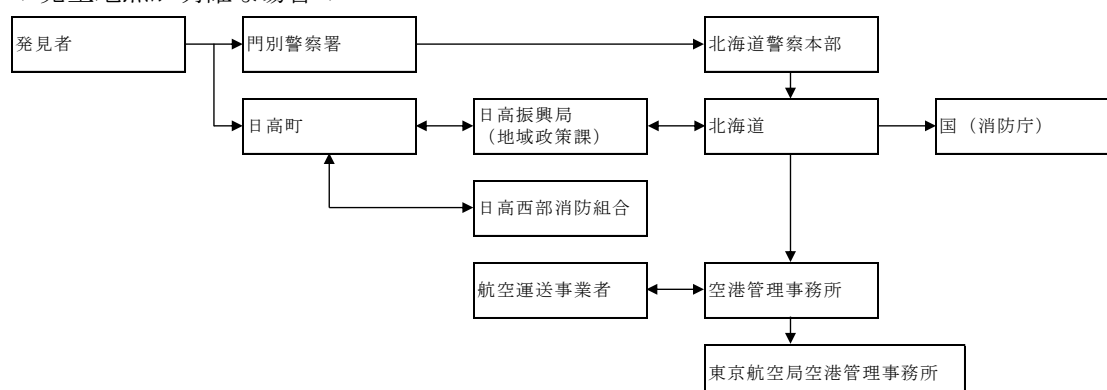 発見者
門別警察署
北海道警察本部
日高町
日高振興局
（地域政策課）
北海道
国（消防庁）
日高西部消防組合
航空運送事業者
空港管理事務所
東京航空局空港管理事務所